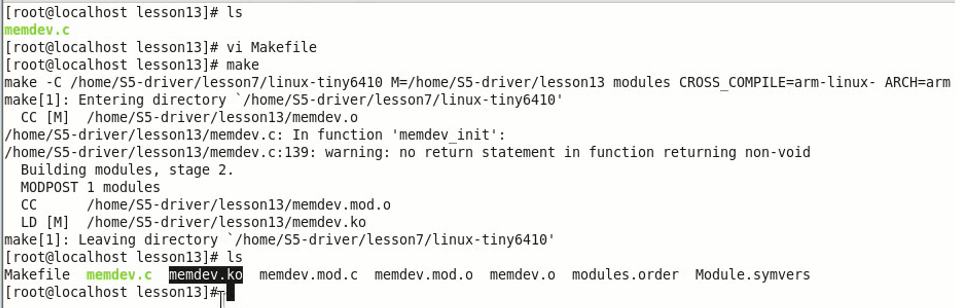 [root@localhost lesson13]# ls
memdev.c
[root@localhost lesson13]# vi Makefile
[root@localhost lesson13]# make
make -C /home/S5-driver/lesson7/linux-tiny6410 M=/home/S5-driver/lesson13 modules CROSS_COMPILE=arm-linux- ARCH=arm
make[1]: Entering directory `/home/S5-driver/lesson7/linux-tiny6410'
  CC [M]  /home/S5-driver/lesson13/memdev.o
/home/S5-driver/lesson13/memdev.c: In function 'memdev_init':
/home/S5-driver/lesson13/memdev.c:139: warning: no return statement in function returning non-void
  Building modules, stage 2.
  MODPOST 1 modules
  CC      /home/S5-driver/lesson13/memdev.mod.o
  LD [M]  /home/S5-driver/lesson13/memdev.ko
make[1]: Leaving directory `/home/S5-driver/lesson7/linux-tiny6410'
[root@localhost lesson13]# ls
Makefile  memdev.c  memdev.ko  memdev.mod.c  memdev.mod.o  memdev.o  modules.order  Module.symvers
[root@localhost lesson13]#